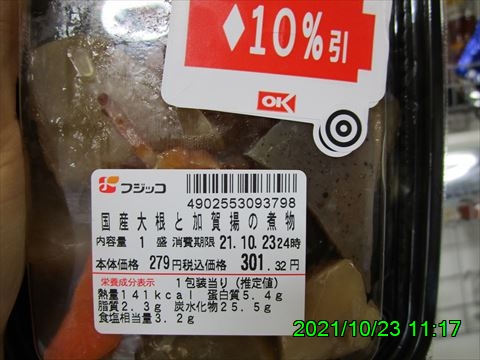 ◊10%引
OK
フジッコ
4902553093798
国産大根と加賀揚の煮物
内容量 1 盛 消費期限 21.10.23 24時
本体価格 279円 税込価格 301.32円
栄養成分表示 1包装当り(推定値)
熱量141kcal 蛋白質5.4g
脂質2.3g 炭水化物25.5g
食塩相当量3.2g
2021/10/23 11:17